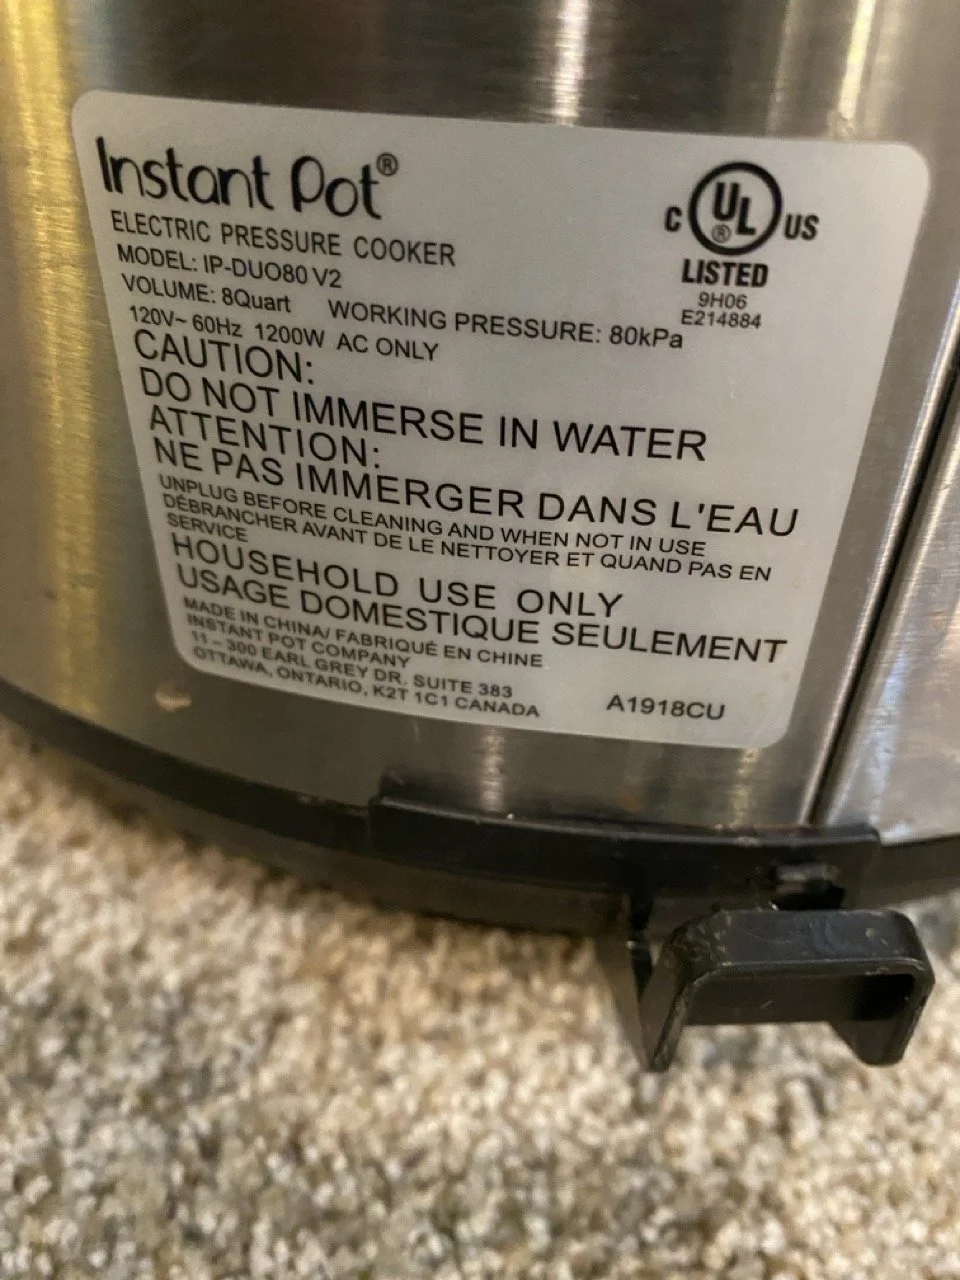 Instant Pot®
ELECTRIC PRESSURE COOKER
MODEL: IP-DUO80 V2
VOLUME: 8Quart WORKING PRESSURE: 80kPa
120V~ 60Hz 1200W AC ONLY
C UL® US
LISTED
9H06
E214884
CAUTION:
DO NOT IMMERSE IN WATER
ATTENTION:
NE PAS IMMERGER DANS L'EAU
UNPLUG BEFORE CLEANING AND WHEN NOT IN USE
DÉBRANCHER AVANT DE LE NETTOYER ET QUAND PAS EN
SERVICE
HOUSEHOLD USE ONLY
USAGE DOMESTIQUE SEULEMENT
MADE IN CHINA/ FABRIQUÉ EN CHINE
INSTANT POT COMPANY
11 – 300 EARL GREY DR. SUITE 383
OTTAWA, ONTARIO, K2T 1C1 CANADA
A1918CU